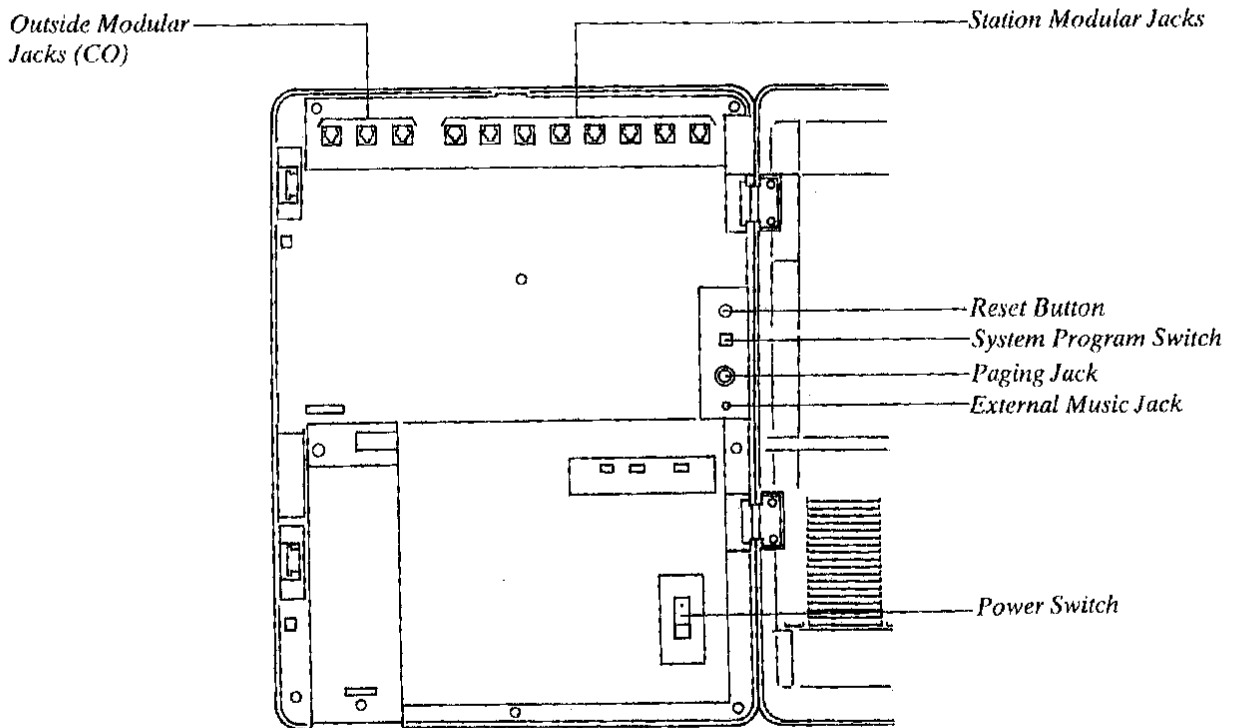 Outside Modular
Jacks (CO)
Station Modular Jacks
Reset Button
System Program Switch
Paging Jack
External Music Jack
Power Switch